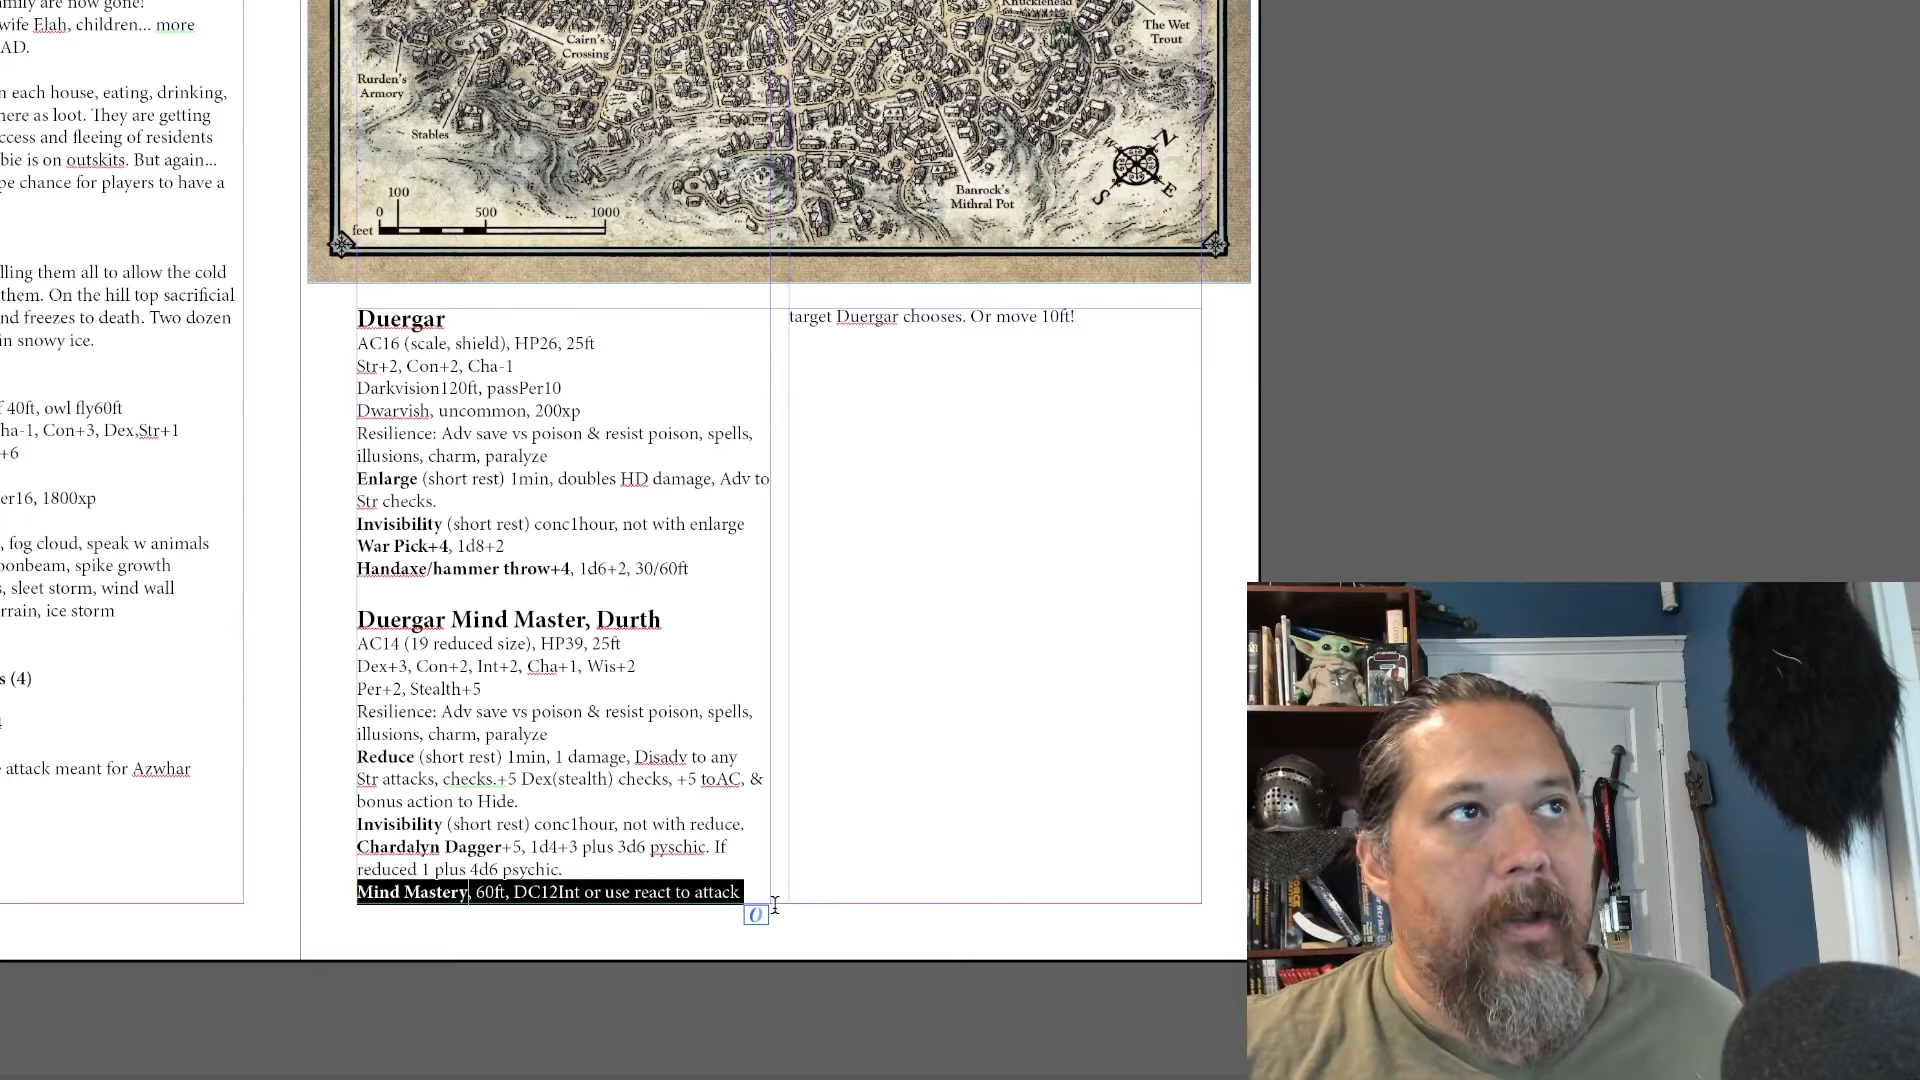 amily are now gone!
wife Elah, children... more
AD.
n each house, eating, drinking,
here as loot. They are getting
ccess and fleeing of residents
bie is on outskits. But again...
pe chance for players to have a
lling them all to allow the cold
them. On the hill top sacrificial
nd freezes to death. Two dozen
in snowy ice.
f 40ft, owl fly60ft
ha-1, Con+3, Dex,Str+1
+6
er16, 1800xp
, fog cloud, speak w animals
oonbeam, spike growth
s, sleet storm, wind wall
rrain, ice storm
s (4)
e attack meant for Azwhar
Knucklehead
The Wet
Trout
Cairn's
Crossing
Rurden's
Armory
Stables
Banrock's
Mithral Pot
N
W
E
S
100
0 500 1000
feet
Duergar
AC16 (scale, shield), HP26, 25ft
Str+2, Con+2, Cha-1
Darkvision120ft, passPer10
Dwarvish, uncommon, 200xp
Resilience: Adv save vs poison & resist poison, spells,
illusions, charm, paralyze
Enlarge (short rest) 1min, doubles HD damage, Adv to
Str checks.
Invisibility (short rest) conc1hour, not with enlarge
War Pick+4, 1d8+2
Handaxe/hammer throw+4, 1d6+2, 30/60ft
Duergar Mind Master, Durth
AC14 (19 reduced size), HP39, 25ft
Dex+3, Con+2, Int+2, Cha+1, Wis+2
Per+2, Stealth+5
Resilience: Adv save vs poison & resist poison, spells,
illusions, charm, paralyze
Reduce (short rest) 1min, 1 damage, Disadv to any
Str attacks, checks.+5 Dex(stealth) checks, +5 toAC, &
bonus action to Hide.
Invisibility (short rest) conc1hour, not with reduce.
Chardalyn Dagger+5, 1d4+3 plus 3d6 pyschic. If
reduced 1 plus 4d6 psychic.
Mind Mastery, 60ft, DC12Int or use react to attack
target Duergar chooses. Or move 10ft!